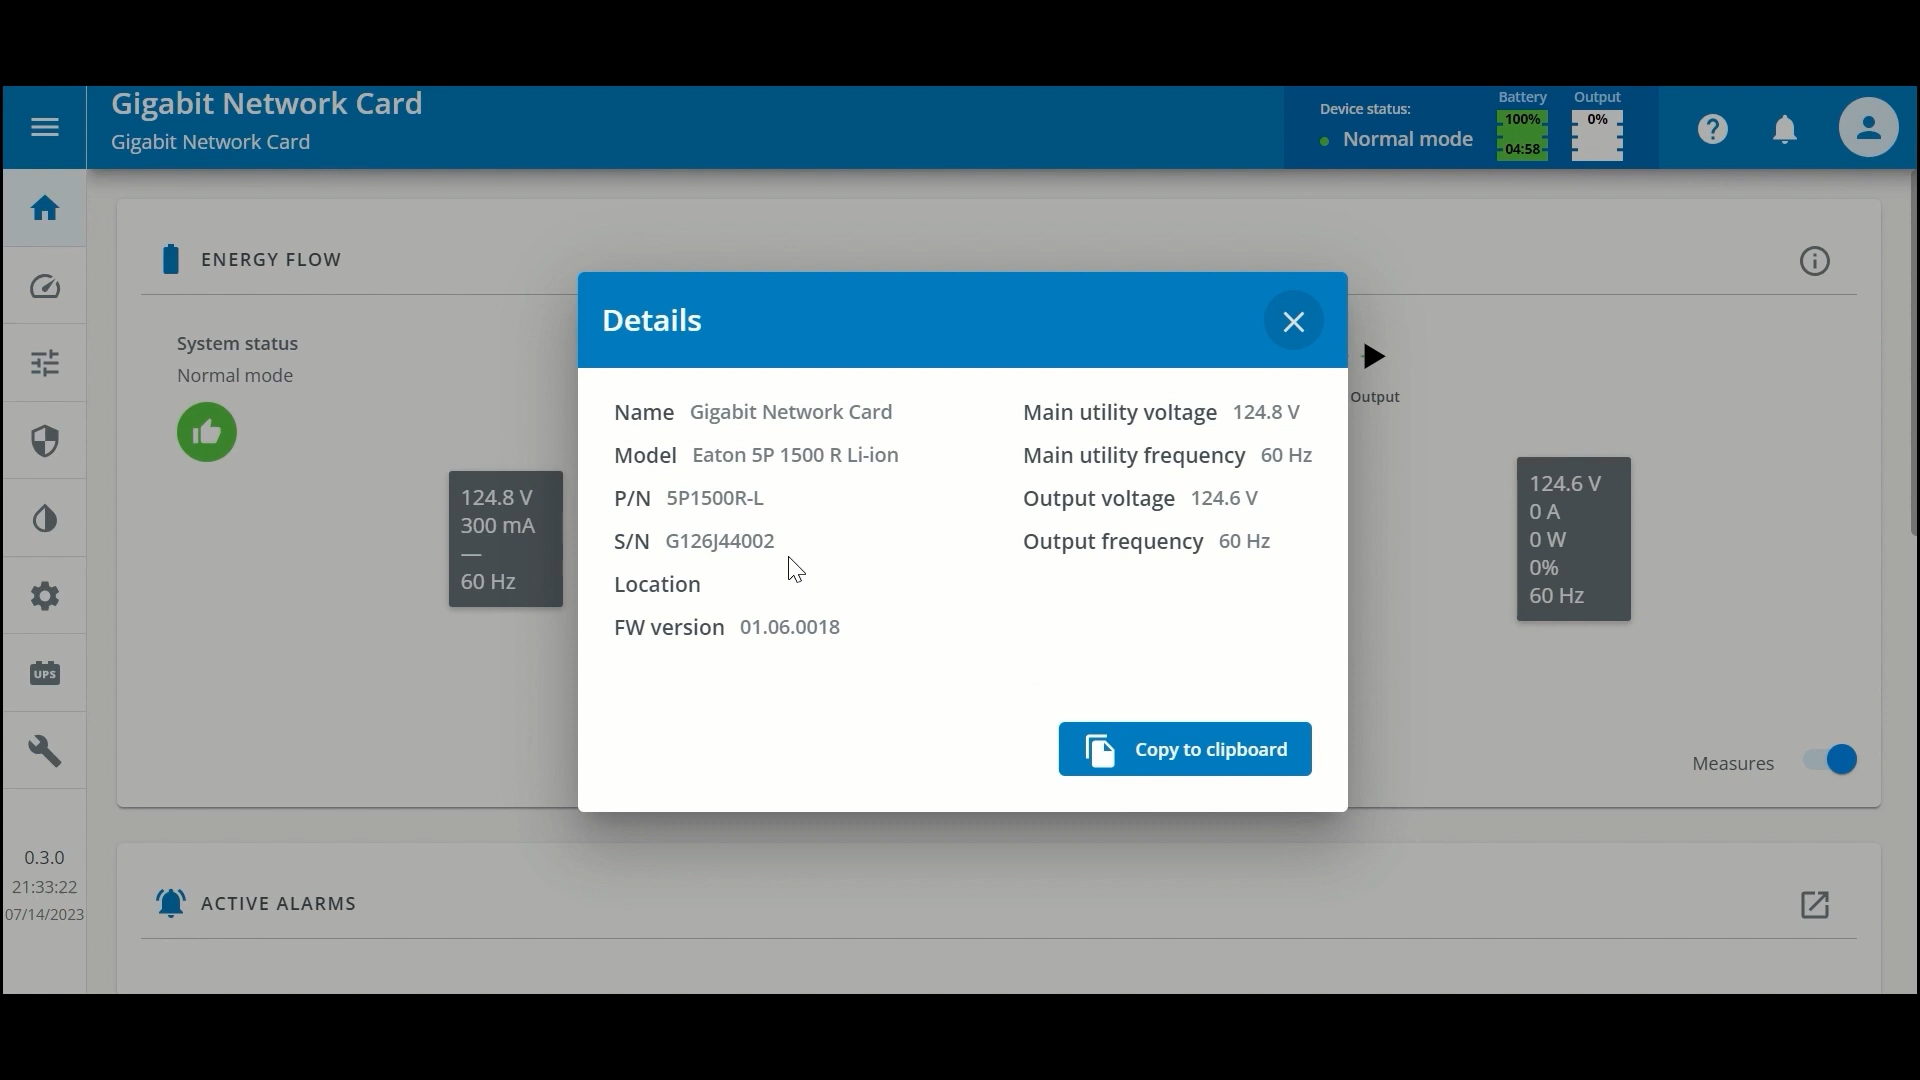 Gigabit Network Card
Gigabit Network Card
Device status:
Normal mode
Battery
100%
04:58
Output
0%
ENERGY FLOW
System status
Normal mode
124.8 V
300 mA
—
60 Hz
Details
Name Gigabit Network Card
Model Eaton 5P 1500 R Li-ion
P/N 5P1500R-L
S/N G126J44002
Location
FW version 01.06.0018
Main utility voltage 124.8 V
Main utility frequency 60 Hz
Output voltage 124.6 V
Output frequency 60 Hz
Copy to clipboard
Output
124.6 V
0 A
0 W
0%
60 Hz
Measures
UPS
0.3.0
21:33:22
07/14/2023
ACTIVE ALARMS